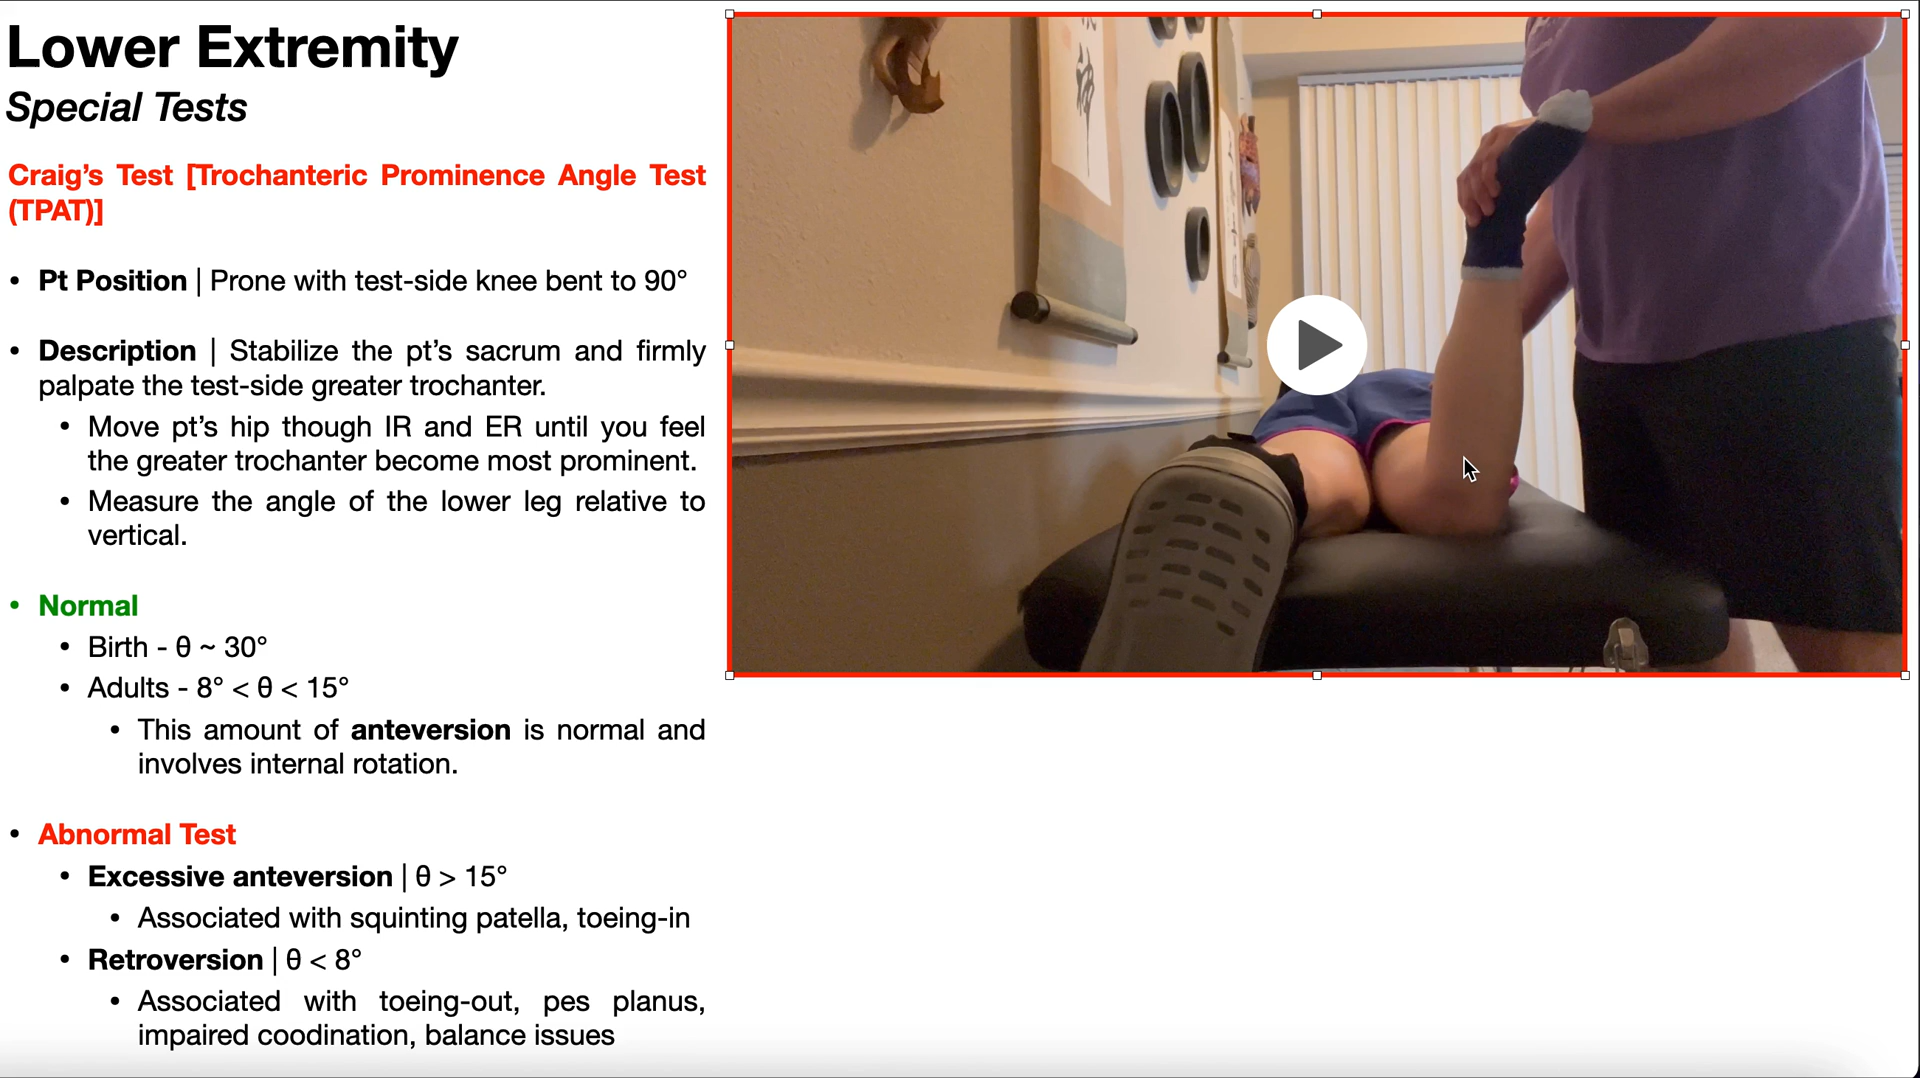 Lower Extremity
Special Tests
Craig’s Test [Trochanteric Prominence Angle Test
(TPAT)]
• Pt Position | Prone with test-side knee bent to 90°
• Description | Stabilize the pt’s sacrum and firmly
palpate the test-side greater trochanter.
• Move pt’s hip though IR and ER until you feel
the greater trochanter become most prominent.
• Measure the angle of the lower leg relative to
vertical.
• Normal
• Birth - θ ~ 30°
• Adults - 8° < θ < 15°
• This amount of anteversion is normal and
involves internal rotation.
• Abnormal Test
• Excessive anteversion | θ > 15°
• Associated with squinting patella, toeing-in
• Retroversion | θ < 8°
• Associated with toeing-out, pes planus,
impaired coodination, balance issues
神